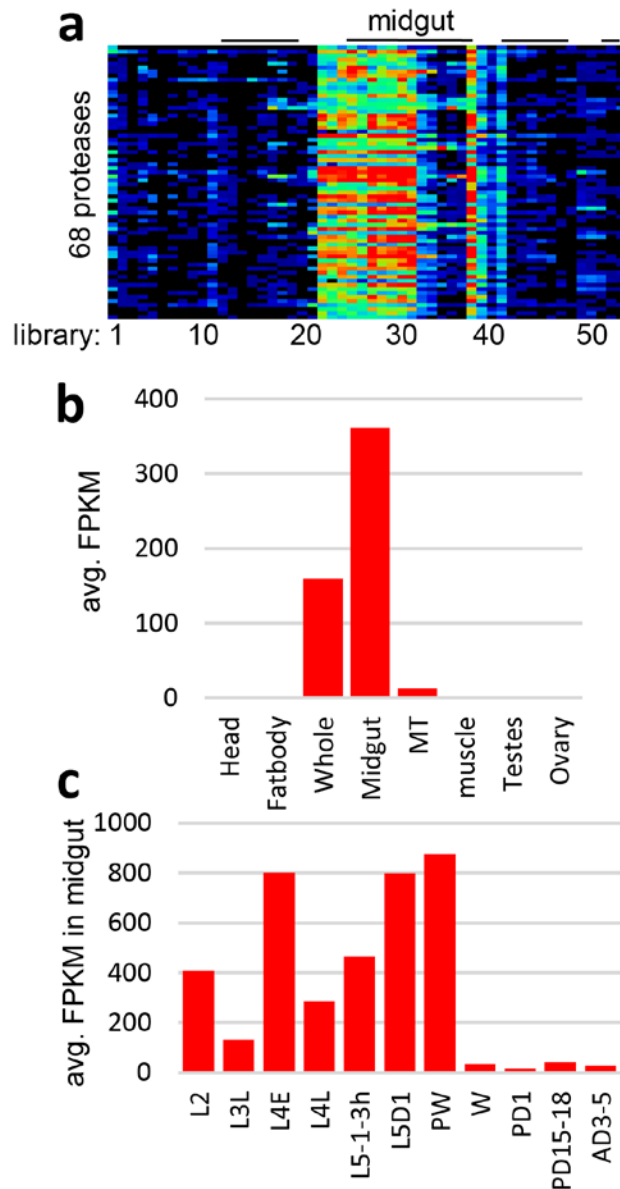 a
midgut
68 proteases
library: 1 10 20 30 40 50
b
avg. FPKM
400
300
200
100
0
Head
Fatbody
Whole
Midgut
MT
muscle
Testes
Ovary
c
avg. FPKM in midgut
1000
800
600
400
200
0
L2
L3L
L4E
L4L
L5-1-3h
L5D1
PW
W
PD1
PD15-18
AD3-5